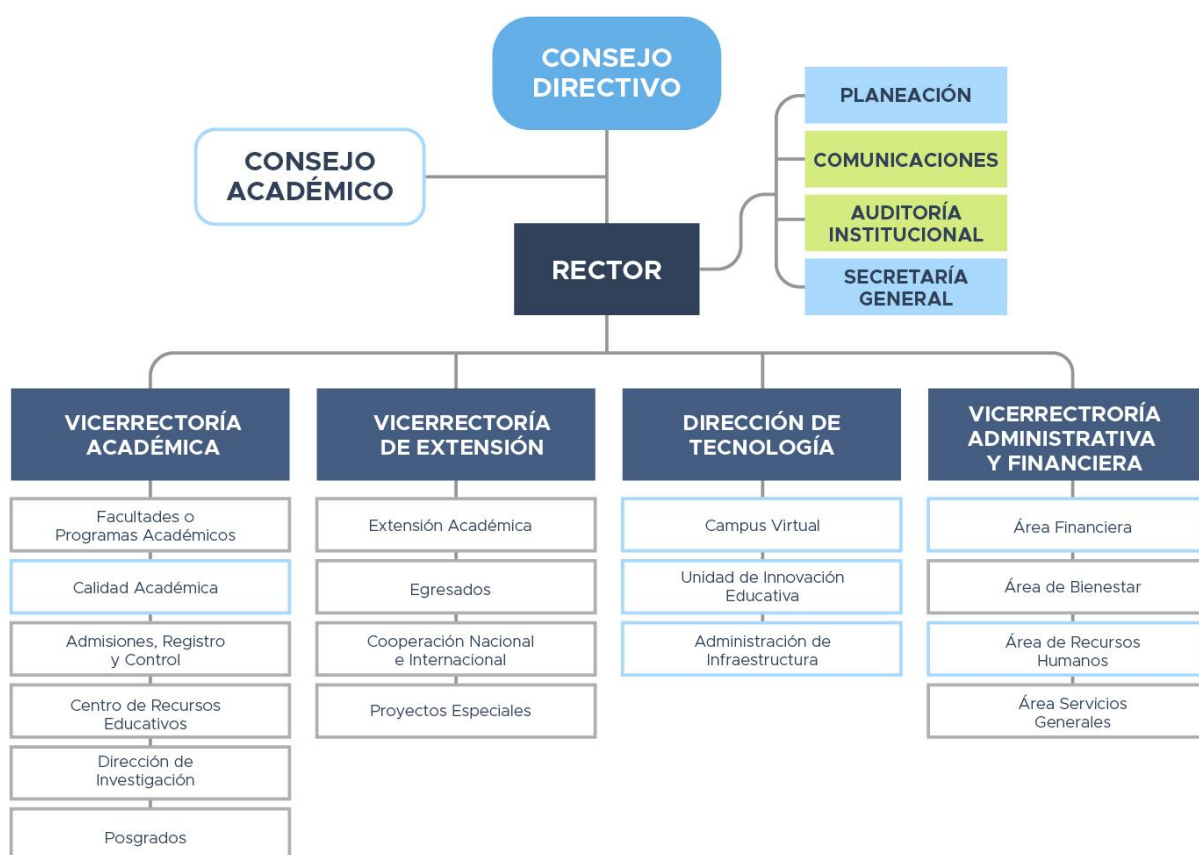 CONSEJO
DIRECTIVO
PLANEACIÓN
CONSEJO
ACADÉMICO
COMUNICACIONES
AUDITORÍA
INSTITUCIONAL
RECTOR
SECRETARÍA
GENERAL
VICERRECTORÍA
ACADÉMICA
Facultades o
Programas Académicos
Calidad Académica
Admisiones, Registro
y Control
Centro de Recursos
Educativos
Dirección de
Investigación
Posgrados
VICERRECTORÍA
DE EXTENSIÓN
Extensión Académica
Egresados
Cooperación Nacional
e Internacional
Proyectos Especiales
DIRECCIÓN DE
TECNOLOGÍA
Campus Virtual
Unidad de Innovación
Educativa
Administración de
Infraestructura
VICERRECTRORÍA
ADMINISTRATIVA
Y FINANCIERA
Área Financiera
Área de Bienestar
Área de Recursos
Humanos
Área Servicios
Generales